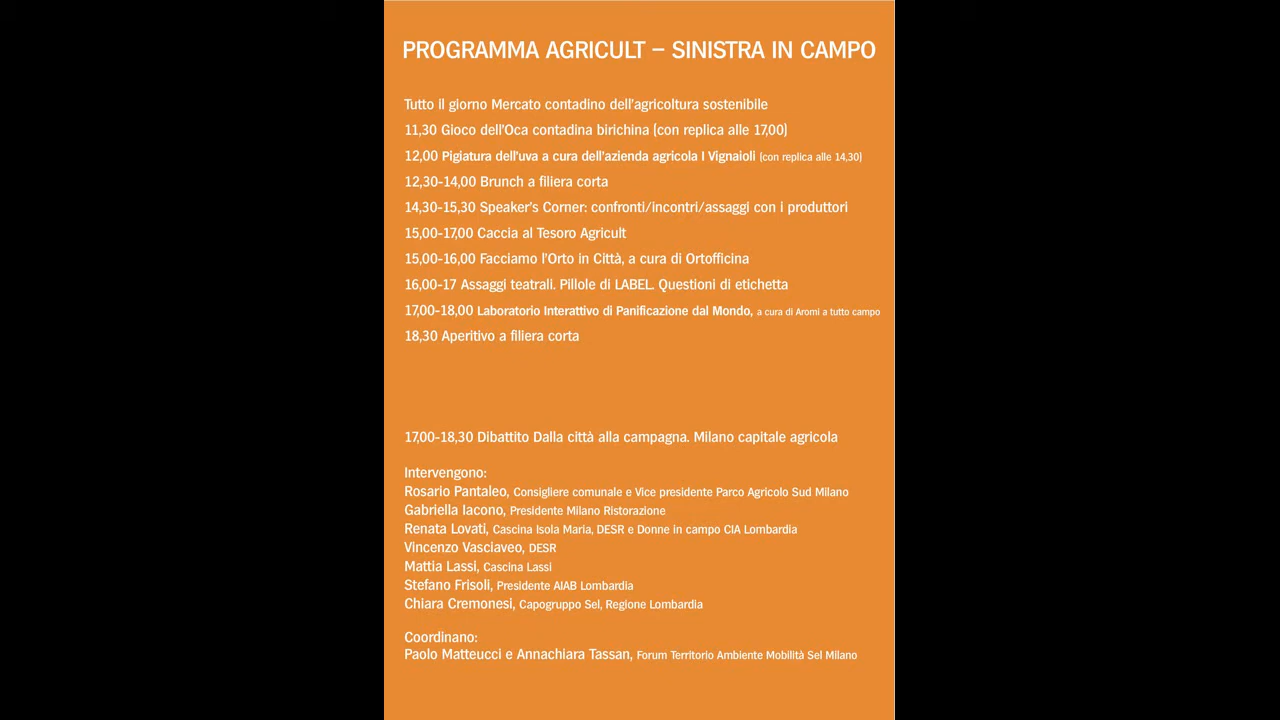 PROGRAMMA AGRICULT – SINISTRA IN CAMPO
Tutto il giorno Mercato contadino dell'agricoltura sostenibile
11,30 Gioco dell'Oca contadina birichina (con replica alle 17,00)
12,00 Pigiatura dell'uva a cura dell'azienda agricola I Vignaioli (con replica alle 14,30)
12,30-14,00 Brunch a filiera corta
14,30-15,30 Speaker's Corner: confronti/incontri/assaggi con i produttori
15,00-17,00 Caccia al Tesoro Agricult
15,00-16,00 Facciamo l'Orto in Città, a cura di Ortofficina
16,00-17 Assaggi teatrali. Pillole di LABEL. Questioni di etichetta
17,00-18,00 Laboratorio Interattivo di Panificazione dal Mondo, a cura di Aromi a tutto campo
18,30 Aperitivo a filiera corta
17,00-18,30 Dibattito Dalla città alla campagna. Milano capitale agricola
Intervengono:
Rosario Pantaleo, Consigliere comunale e Vice presidente Parco Agricolo Sud Milano
Gabriella Iacono, Presidente Milano Ristorazione
Renata Lovati, Cascina Isola Maria, DESR e Donne in campo CIA Lombardia
Vincenzo Vasciaveo, DESR
Mattia Lassi, Cascina Lassi
Stefano Frisoli, Presidente AIAB Lombardia
Chiara Cremonesi, Capogruppo Sel, Regione Lombardia
Coordinano:
Paolo Matteucci e Annachiara Tassan, Forum Territorio Ambiente Mobilità Sel Milano